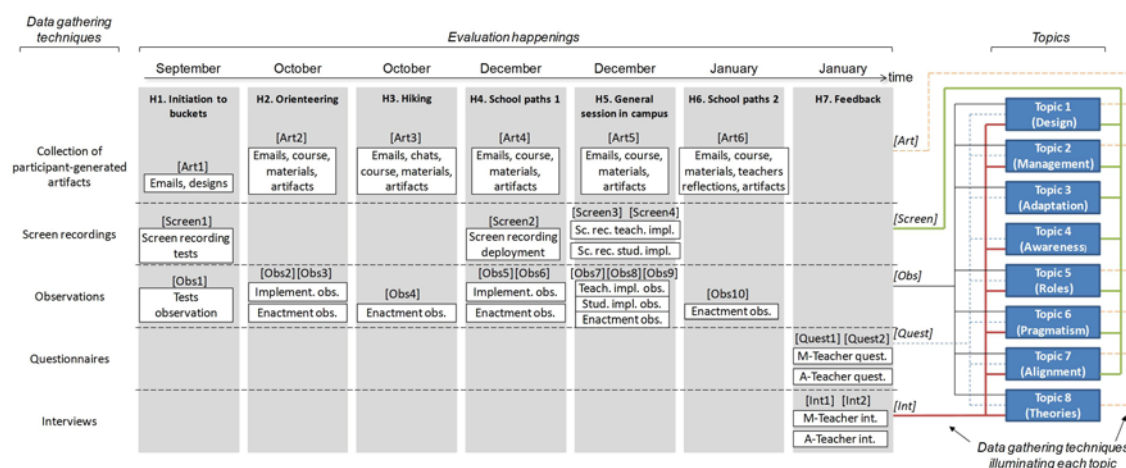 Data gathering
techniques
Evaluation happenings
Topics
September
October
October
December
December
January
January
time
H1. Initiation to
buckets
H2. Orienteering
H3. Hiking
H4. School paths 1
H5. General
session in campus
H6. School paths 2
H7. Feedback
Collection of
participant-generated
artifacts
[Art1]
Emails, designs
[Art2]
Emails, course,
materials,
artifacts
[Art3]
Emails, chats,
course, materials,
artifacts
[Art4]
Emails, course,
materials,
artifacts
[Art5]
Emails, course,
materials,
artifacts
[Art6]
Emails, course,
materials, teachers
reflections, artifacts
[Art]
Screen recordings
[Screen1]
Screen recording
tests
[Screen2]
Screen recording
deployment
[Screen3] [Screen4]
Sc. rec. teach. impl.
Sc. rec. stud. impl.
[Screen]
Observations
[Obs1]
Tests
observation
[Obs2][Obs3]
Implement. obs.
Enactment obs.
[Obs4]
Enactment obs.
[Obs5][Obs6]
Implement. obs.
Enactment obs.
[Obs7][Obs8][Obs9]
Teach. impl. obs.
Stud. impl. obs.
Enactment obs.
[Obs10]
Enactment obs.
[Obs]
Questionnaires
[Quest1] [Quest2]
M-Teacher quest.
A-Teacher quest.
[Quest]
Interviews
[Int1] [Int2]
M-Teacher int.
A-Teacher int.
[Int]
Topic 1
(Design)
Topic 2
(Management)
Topic 3
(Adaptation)
Topic 4
(Awareness)
Topic 5
(Roles)
Topic 6
(Pragmatism)
Topic 7
(Alignment)
Topic 8
(Theories)
Data gathering techniques
illuminating each topic